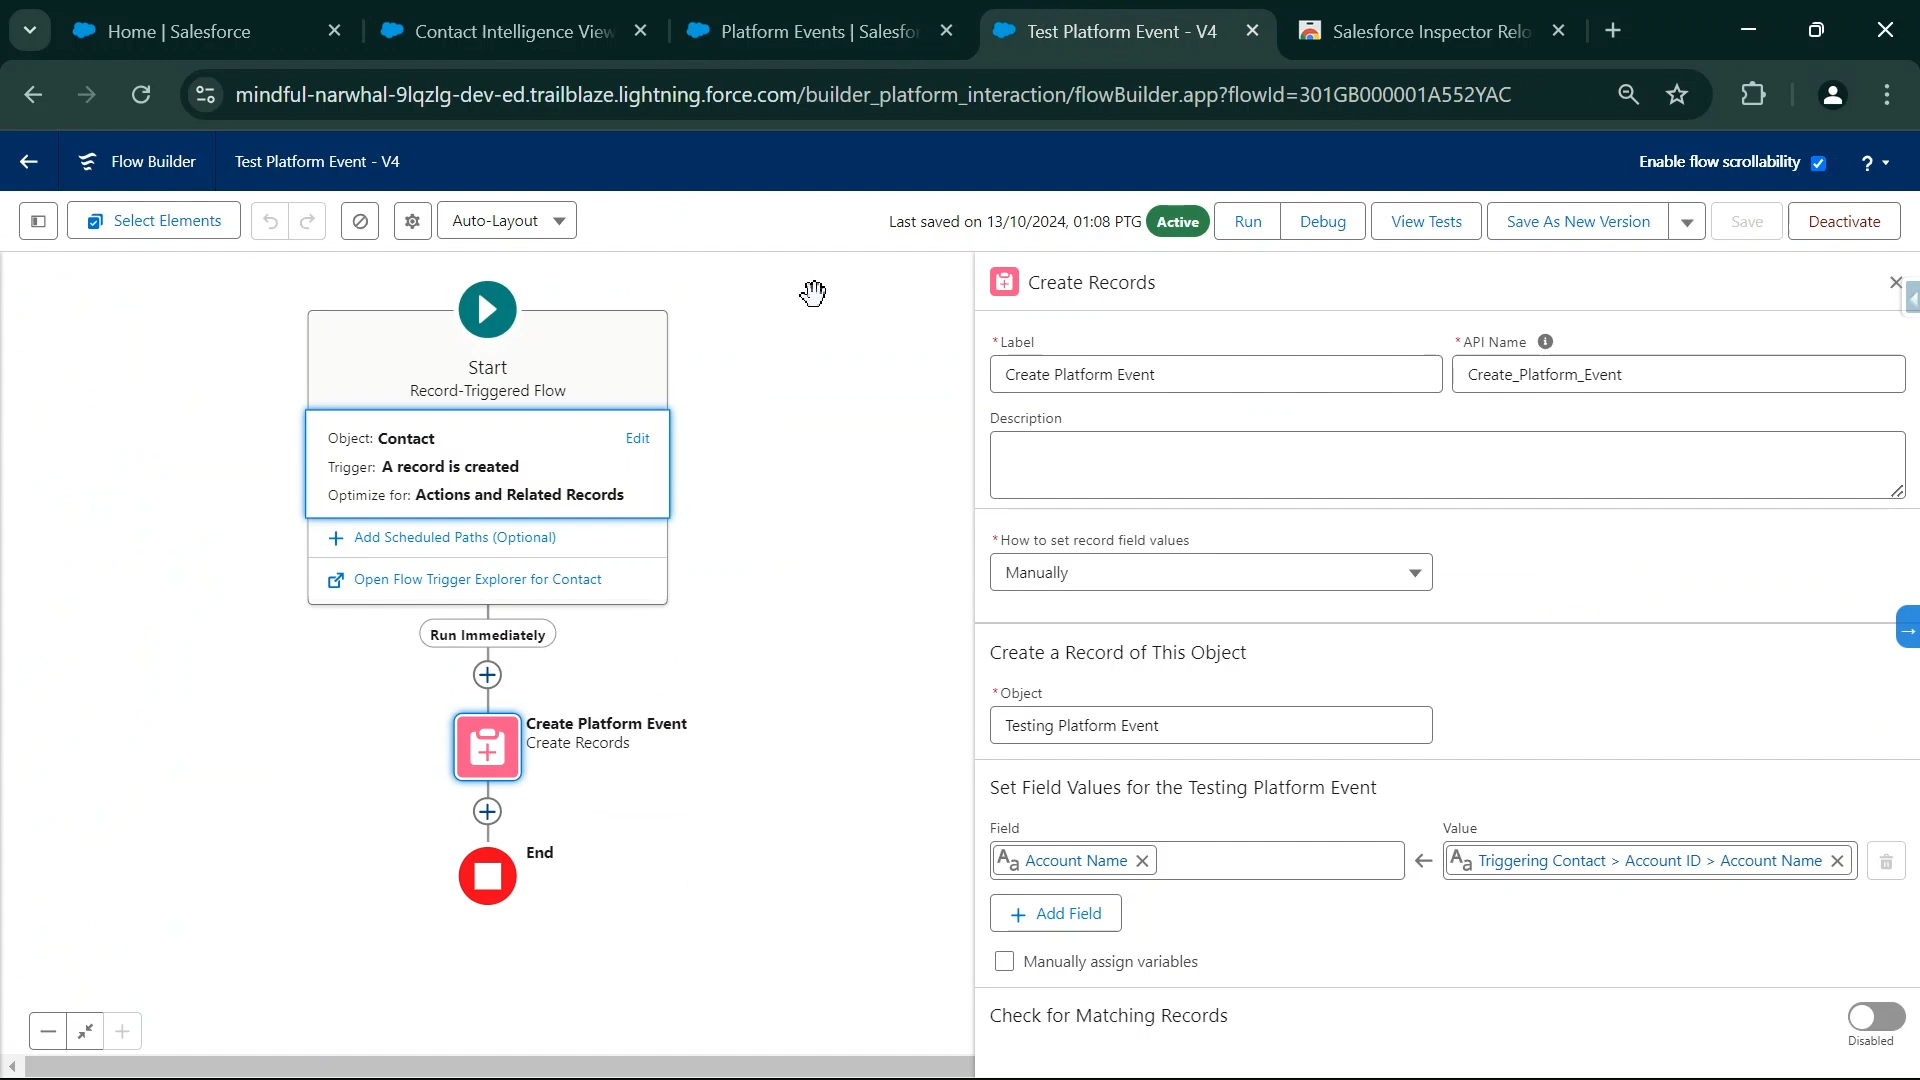 Home | Salesforce
Contact Intelligence View
Platform Events | Salesfo
Test Platform Event - V4
Salesforce Inspector Relo
mindful-narwhal-9lqzlg-dev-ed.trailblaze.lightning.force.com/builder_platform_interaction/flowBuilder.app?flowId=301GB000001A552YAC
Flow Builder
Test Platform Event - V4
Enable flow scrollability
?
Select Elements
Auto-Layout
Last saved on 13/10/2024, 01:08 PTG
Active
Run
Debug
View Tests
Save As New Version
Save
Deactivate
Start
Record-Triggered Flow
Object: Contact
Edit
Trigger: A record is created
Optimize for: Actions and Related Records
+ Add Scheduled Paths (Optional)
Open Flow Trigger Explorer for Contact
Run Immediately
Create Platform Event
Create Records
End
Create Records
* Label
Create Platform Event
* API Name
Create_Platform_Event
Description
* How to set record field values
Manually
Create a Record of This Object
* Object
Testing Platform Event
Set Field Values for the Testing Platform Event
Field
Aa Account Name
Value
Aa Triggering Contact > Account ID > Account Name
+ Add Field
Manually assign variables
Check for Matching Records
Disabled